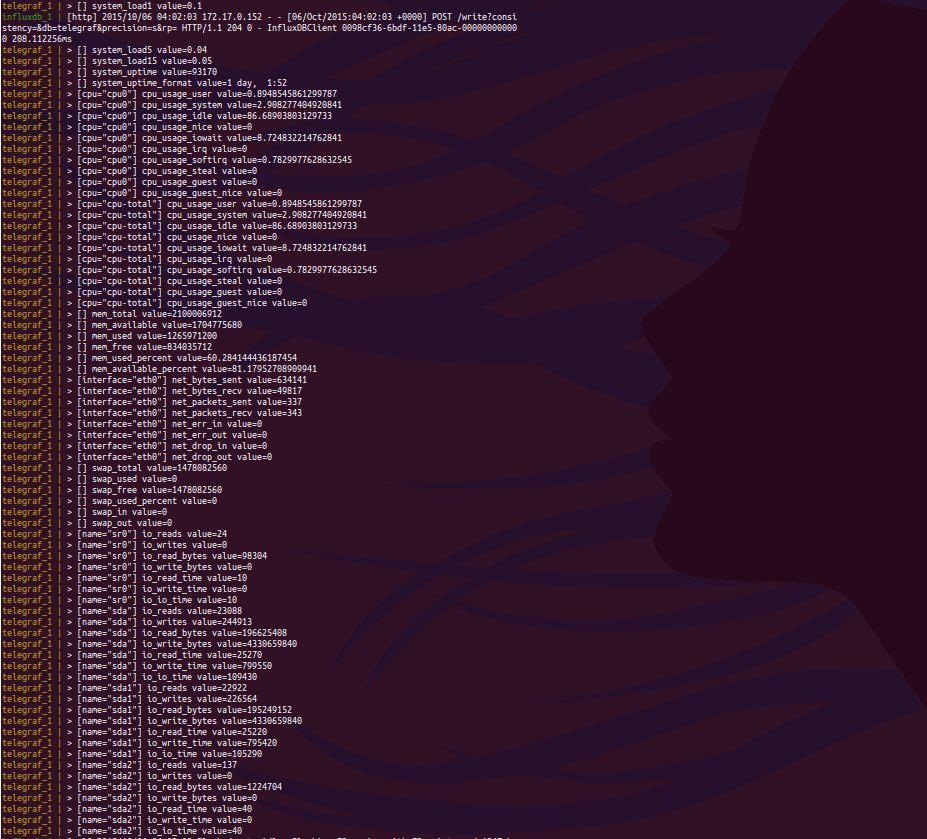 telegraf_1 | > [] system_load1 value=0.1
influxdb_1 | [http] 2015/10/06 04:02:03 172.17.0.152 - - [06/Oct/2015:04:02:03 +0000] POST /write?consi
stency=&db=telegraf&precision=s&rp= HTTP/1.1 204 0 - InfluxDBClient 0098cf36-6bdf-11e5-80ac-00000000000
0 208.112256ms
telegraf_1 | > [] system_load5 value=0.04
telegraf_1 | > [] system_load15 value=0.05
telegraf_1 | > [] system_uptime value=93170
telegraf_1 | > [] system_uptime_format value=1 day,  1:52
telegraf_1 | > [cpu="cpu0"] cpu_usage_user value=0.8948545861299787
telegraf_1 | > [cpu="cpu0"] cpu_usage_system value=2.908277404920841
telegraf_1 | > [cpu="cpu0"] cpu_usage_idle value=86.68903803129733
telegraf_1 | > [cpu="cpu0"] cpu_usage_nice value=0
telegraf_1 | > [cpu="cpu0"] cpu_usage_iowait value=8.724832214762841
telegraf_1 | > [cpu="cpu0"] cpu_usage_irq value=0
telegraf_1 | > [cpu="cpu0"] cpu_usage_softirq value=0.7829977628632545
telegraf_1 | > [cpu="cpu0"] cpu_usage_steal value=0
telegraf_1 | > [cpu="cpu0"] cpu_usage_guest value=0
telegraf_1 | > [cpu="cpu0"] cpu_usage_guest_nice value=0
telegraf_1 | > [cpu="cpu-total"] cpu_usage_user value=0.8948545861299787
telegraf_1 | > [cpu="cpu-total"] cpu_usage_system value=2.908277404920841
telegraf_1 | > [cpu="cpu-total"] cpu_usage_idle value=86.68903803129733
telegraf_1 | > [cpu="cpu-total"] cpu_usage_nice value=0
telegraf_1 | > [cpu="cpu-total"] cpu_usage_iowait value=8.724832214762841
telegraf_1 | > [cpu="cpu-total"] cpu_usage_irq value=0
telegraf_1 | > [cpu="cpu-total"] cpu_usage_softirq value=0.7829977628632545
telegraf_1 | > [cpu="cpu-total"] cpu_usage_steal value=0
telegraf_1 | > [cpu="cpu-total"] cpu_usage_guest value=0
telegraf_1 | > [cpu="cpu-total"] cpu_usage_guest_nice value=0
telegraf_1 | > [] mem_total value=2100006912
telegraf_1 | > [] mem_available value=1704775680
telegraf_1 | > [] mem_used value=1265971200
telegraf_1 | > [] mem_free value=834035712
telegraf_1 | > [] mem_used_percent value=60.284144436187454
telegraf_1 | > [] mem_available_percent value=81.17952708909941
telegraf_1 | > [interface="eth0"] net_bytes_sent value=634141
telegraf_1 | > [interface="eth0"] net_bytes_recv value=40817
telegraf_1 | > [interface="eth0"] net_packets_sent value=337
telegraf_1 | > [interface="eth0"] net_packets_recv value=343
telegraf_1 | > [interface="eth0"] net_err_in value=0
telegraf_1 | > [interface="eth0"] net_err_out value=0
telegraf_1 | > [interface="eth0"] net_drop_in value=0
telegraf_1 | > [interface="eth0"] net_drop_out value=0
telegraf_1 | > [] swap_total value=1478082560
telegraf_1 | > [] swap_used value=0
telegraf_1 | > [] swap_free value=1478082560
telegraf_1 | > [] swap_used_percent value=0
telegraf_1 | > [] swap_in value=0
telegraf_1 | > [] swap_out value=0
telegraf_1 | > [name="sr0"] io_reads value=24
telegraf_1 | > [name="sr0"] io_writes value=0
telegraf_1 | > [name="sr0"] io_read_bytes value=98304
telegraf_1 | > [name="sr0"] io_write_bytes value=0
telegraf_1 | > [name="sr0"] io_read_time value=10
telegraf_1 | > [name="sr0"] io_write_time value=0
telegraf_1 | > [name="sr0"] io_io_time value=10
telegraf_1 | > [name="sda"] io_reads value=23088
telegraf_1 | > [name="sda"] io_writes value=244913
telegraf_1 | > [name="sda"] io_read_bytes value=196625408
telegraf_1 | > [name="sda"] io_write_bytes value=4330659840
telegraf_1 | > [name="sda"] io_read_time value=25270
telegraf_1 | > [name="sda"] io_write_time value=799550
telegraf_1 | > [name="sda"] io_io_time value=109430
telegraf_1 | > [name="sda1"] io_reads value=22922
telegraf_1 | > [name="sda1"] io_writes value=226564
telegraf_1 | > [name="sda1"] io_read_bytes value=195249152
telegraf_1 | > [name="sda1"] io_write_bytes value=4330659840
telegraf_1 | > [name="sda1"] io_read_time value=25220
telegraf_1 | > [name="sda1"] io_write_time value=795420
telegraf_1 | > [name="sda1"] io_io_time value=105290
telegraf_1 | > [name="sda2"] io_reads value=137
telegraf_1 | > [name="sda2"] io_writes value=0
telegraf_1 | > [name="sda2"] io_read_bytes value=1224704
telegraf_1 | > [name="sda2"] io_write_bytes value=0
telegraf_1 | > [name="sda2"] io_read_time value=40
telegraf_1 | > [name="sda2"] io_write_time value=0
telegraf_1 | > [name="sda2"] io_io_time value=40